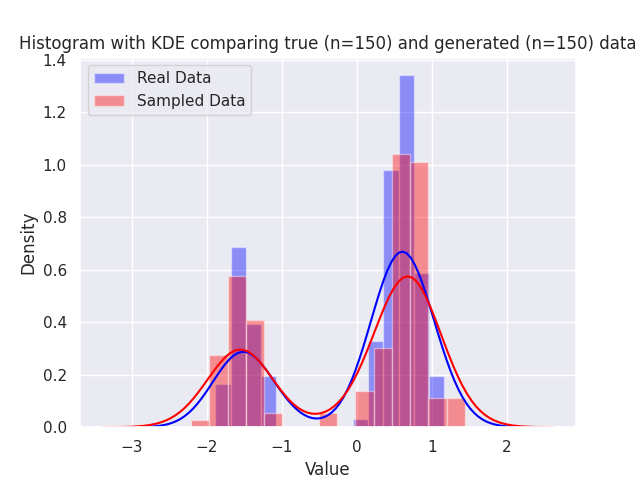 Histogram with KDE comparing true (n=150) and generated (n=150) data
Real Data
Sampled Data
1.4
1.2
1.0
0.8
0.6
0.4
0.2
0.0
Density
−3 −2 −1 0 1 2
Value